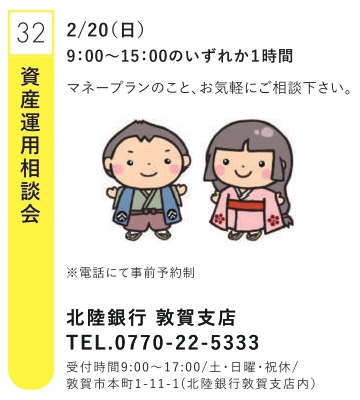 32
資産運用相談会
2/20(日)
9:00〜15:00のいずれか1時間
マネープランのこと、お気軽にご相談下さい。
※電話にて事前予約制
北陸銀行 敦賀支店
TEL.0770-22-5333
受付時間9:00〜17:00/土・日曜・祝休/
敦賀市本町1-11-1(北陸銀行敦賀支店内)